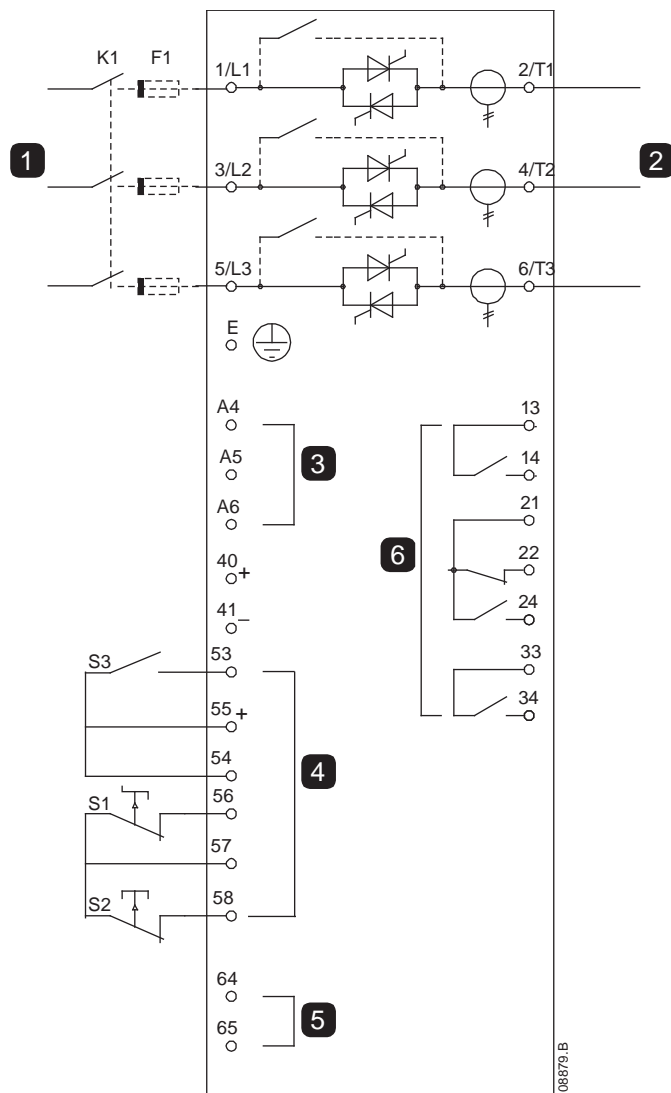 K1 F1 1/L1 2/T1
1 3/L2 4/T2 2
5/L3 6/T3
E
A4 13
A5 3 14
A6 21
40 + 6 22
41 – 24
S3 53 33
55 + 34
54 4
S1 56
57
S2 58
64
5
65
08879.B